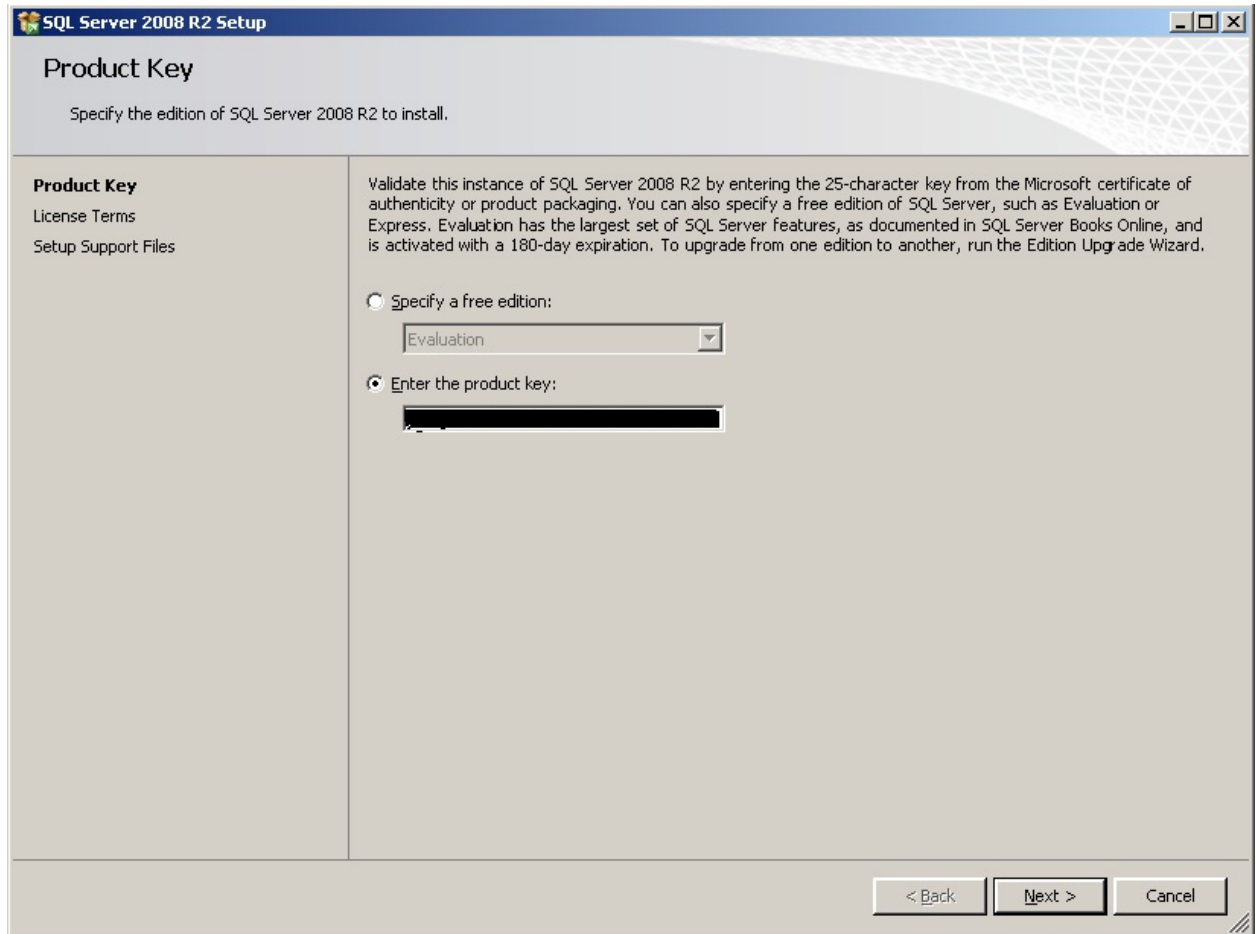 SQL Server 2008 R2 Setup
Product Key
Specify the edition of SQL Server 2008 R2 to install.
Product Key
License Terms
Setup Support Files
Validate this instance of SQL Server 2008 R2 by entering the 25-character key from the Microsoft certificate of
authenticity or product packaging. You can also specify a free edition of SQL Server, such as Evaluation or
Express. Evaluation has the largest set of SQL Server features, as documented in SQL Server Books Online, and
is activated with a 180-day expiration. To upgrade from one edition to another, run the Edition Upgrade Wizard.
Specify a free edition:
Evaluation
Enter the product key:
< Back
Next >
Cancel